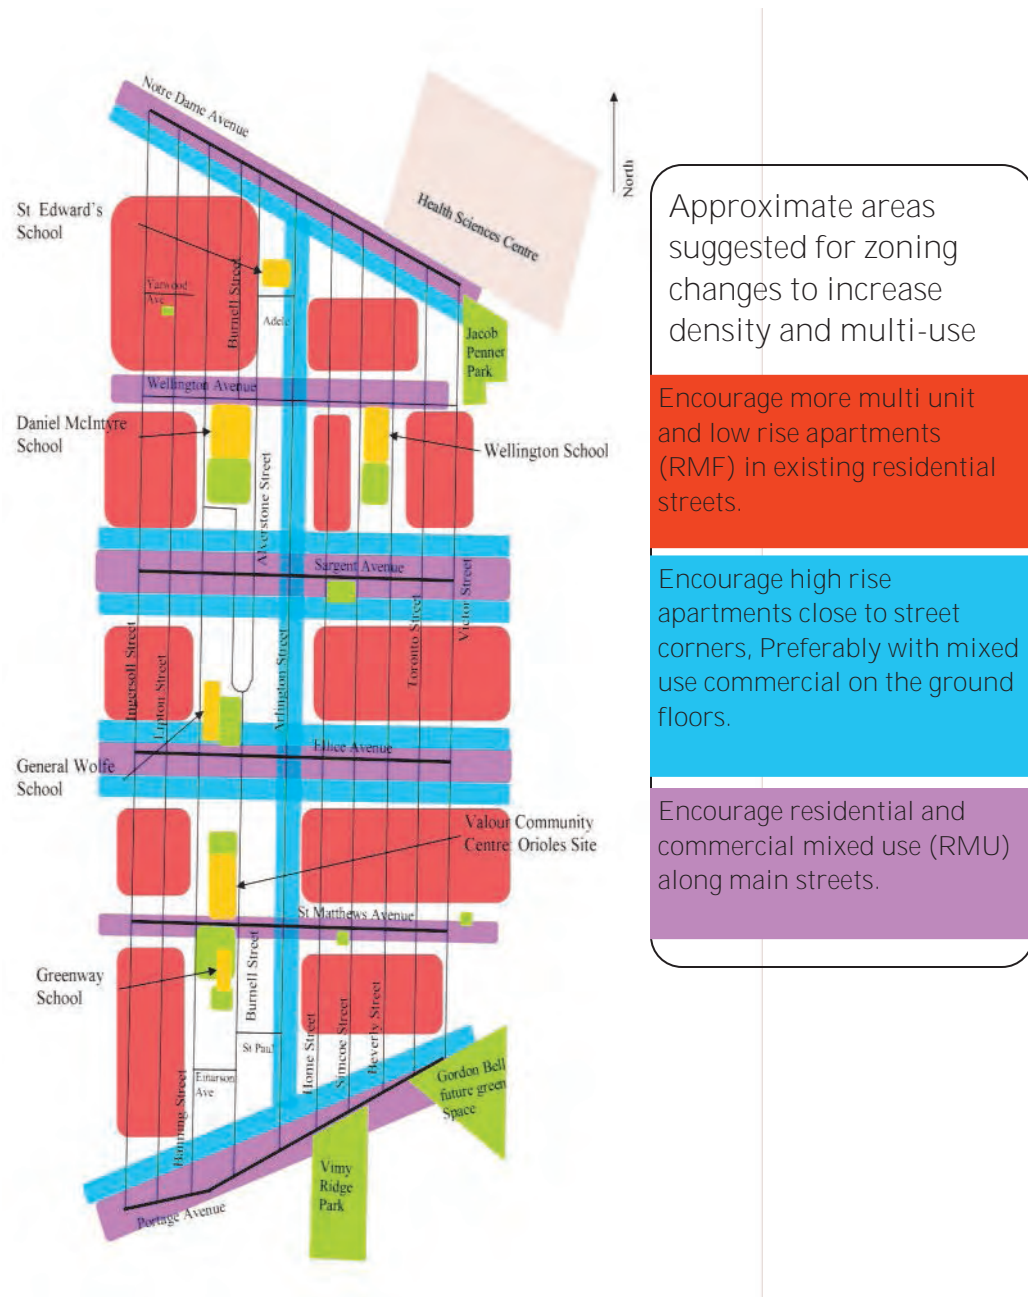 Notre Dame Avenue
North
Health Sciences Centre
St Edward's
School
Yarwood
Ave
Burnell Street
Adele
Jacob
Penner
Park
Wellington Avenue
Daniel McIntyre
School
Wellington School
Alverstone Street
Sargent Avenue
Victor Street
Toronto Street
Ingersoll Street
Lipton Street
Arlington Street
Ellice Avenue
General Wolfe
School
Valour Community
Centre: Orioles Site
St Matthews Avenue
Greenway
School
Burnell Street
St Paul
Home Street
Simcoe Street
Beverly Street
Einarson
Ave
Banning Street
Gordon Bell
future green
Space
Vimy
Ridge
Park
Portage Avenue
Approximate areas
suggested for zoning
changes to increase
density and multi-use
Encourage more multi unit
and low rise apartments
(RMF) in existing residential
streets.
Encourage high rise
apartments close to street
corners, Preferably with mixed
use commercial on the ground
floors.
Encourage residential and
commercial mixed use (RMU)
along main streets.